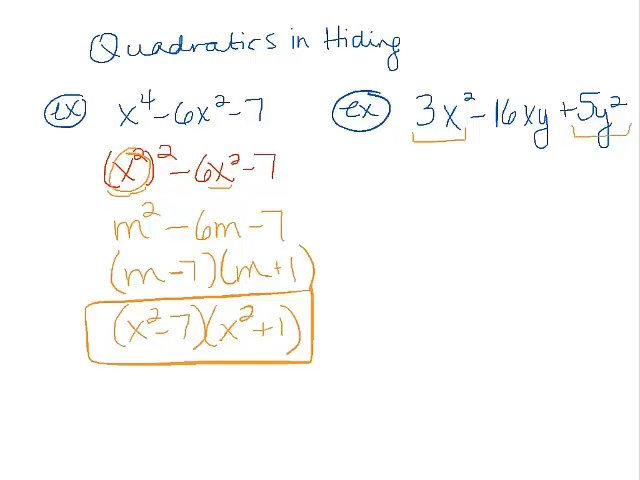 Quadratics in Hiding
ex x⁴ - 6x² - 7
(x²)² - 6x² - 7
m² - 6m - 7
(m - 7)(m + 1)
(x² - 7)(x² + 1)
ex 3x² - 16xy + 5y²